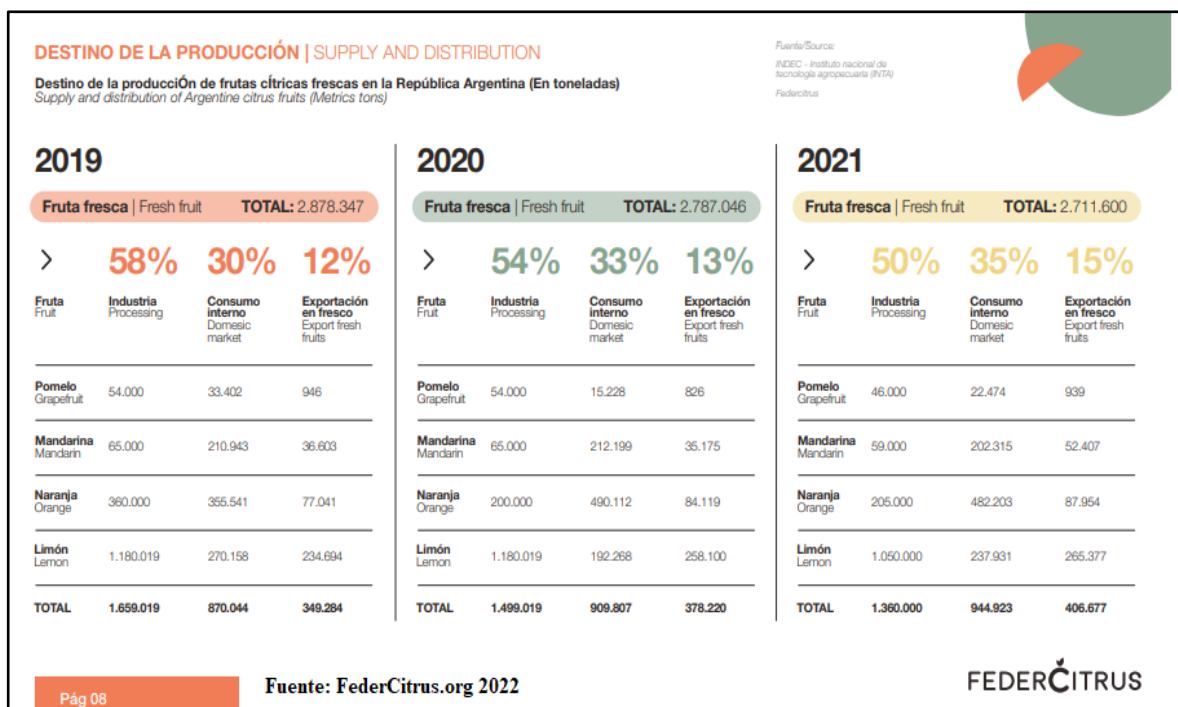 DESTINO DE LA PRODUCCIÓN | SUPPLY AND DISTRIBUTION
Destino de la producciÓn de frutas cÍtricas frescas en la República Argentina (En toneladas)
Supply and distribution of Argentine citrus fruits (Metrics tons)
Fuente/Source:
INDEC - Instituto nacional de
tecnología agropecuaria (INTA)
Federcitrus
2019
Fruta fresca | Fresh fruit TOTAL: 2.878.347
> 58% 30% 12%
Fruta Industria Consumo Exportación
Fruit Processing interno en fresco
Domesic Export fresh
market fruits
Pomelo
Grapefruit 54.000 33.402 946
Mandarina
Mandarin 65.000 210.943 36.603
Naranja
Orange 360.000 355.541 77.041
Limón
Lemon 1.180.019 270.158 234.694
TOTAL 1.659.019 870.044 349.284
2020
Fruta fresca | Fresh fruit TOTAL: 2.787.046
> 54% 33% 13%
Fruta Industria Consumo Exportación
Fruit Processing interno en fresco
Domesic Export fresh
market fruits
Pomelo
Grapefruit 54.000 15.228 826
Mandarina
Mandarin 65.000 212.199 35.175
Naranja
Orange 200.000 490.112 84.119
Limón
Lemon 1.180.019 192.268 258.100
TOTAL 1.499.019 909.807 378.220
2021
Fruta fresca | Fresh fruit TOTAL: 2.711.600
> 50% 35% 15%
Fruta Industria Consumo Exportación
Fruit Processing interno en fresco
Domesic Export fresh
market fruits
Pomelo
Grapefruit 46.000 22.474 939
Mandarina
Mandarin 59.000 202.315 52.407
Naranja
Orange 205.000 482.203 87.954
Limón
Lemon 1.050.000 237.931 265.377
TOTAL 1.360.000 944.923 406.677
Pág 08
Fuente: FederCitrus.org 2022
FEDERCITRUS